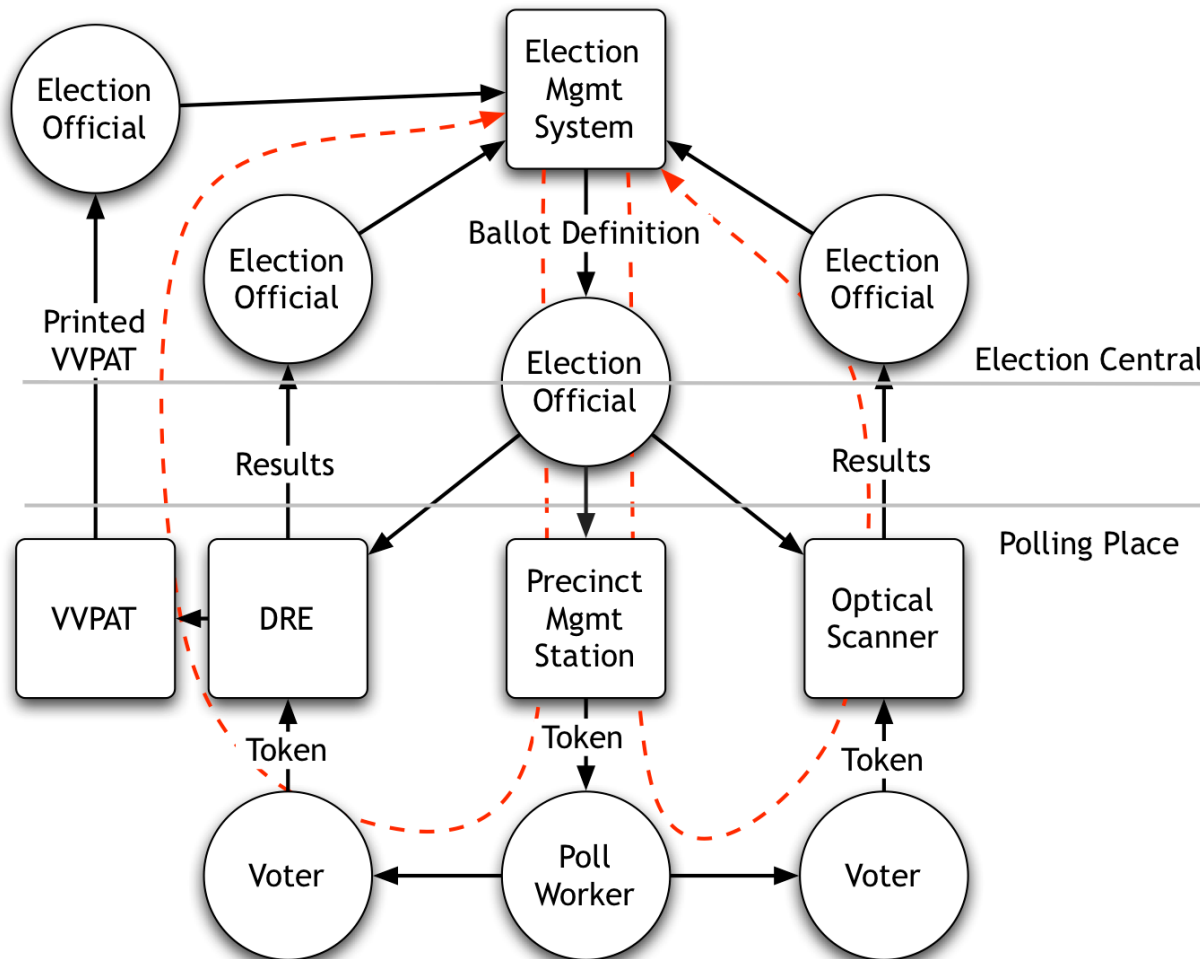 Election
Mgmt
System
Election
Official
Ballot Definition
Election
Official
Election
Official
Printed
VVPAT
Election
Official
Election Central
Results
Results
Polling Place
VVPAT
DRE
Precinct
Mgmt
Station
Optical
Scanner
Token
Token
Token
Voter
Poll
Worker
Voter